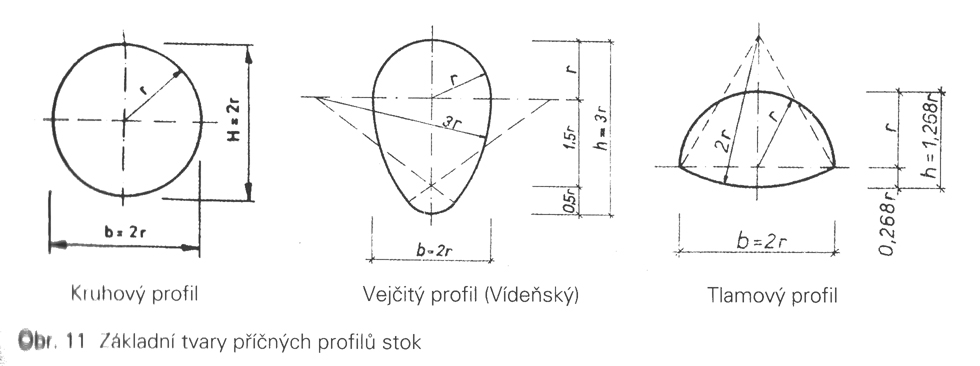 r
H = 2r
b = 2r
Kruhový profil
r
3r
r
1,5r
0,5r
h = 3r
b = 2r
Vejčitý profil (Vídeňský)
2r
r
r
h = 1,268r
0,268r
b = 2r
Tlamový profil
Obr. 11 Základní tvary příčných profilů stok